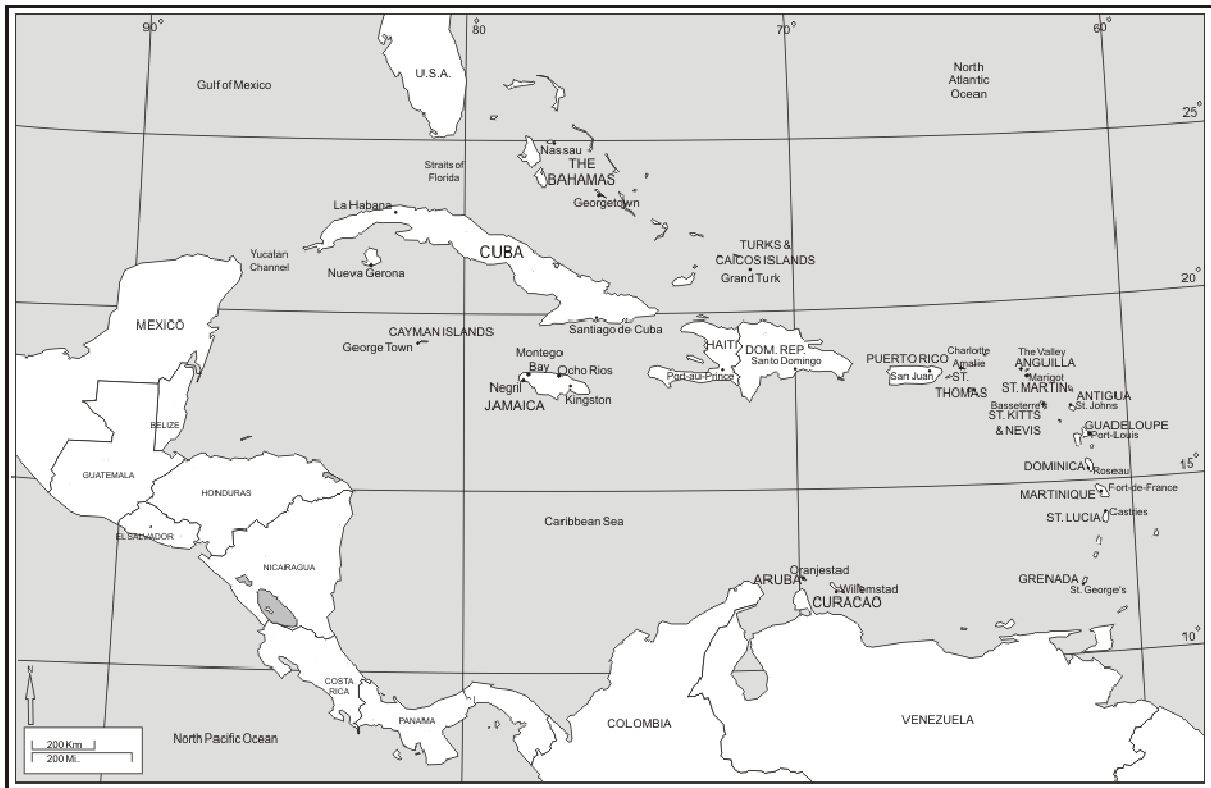 90°
80
70°
60°
U.S.A.
Gulf of Mexico
North
Atlantic
Ocean
25°
Nassau
THE
BAHAMAS
Straits of
Florida
Georgetown
La Habana
CUBA
TURKS &
CAICOS ISLANDS
Grand Turk
Yucatan
Channel
Nueva Gerona
20°
MEXICO
CAYMAN ISLANDS
George Town
Santiago de Cuba
HAITI
DOM. REP.
Santo Domingo
Port-au-Prince
Montego
Bay
Ocho Rios
Negril
JAMAICA
Kingston
PUERTO RICO
San Juan
Charlotte
Amalie
ST.
THOMAS
The Valley
ANGUILLA
Marigot
ST. MARTIN
ANTIGUA
St. Johns
Basseterre
ST. KITTS
& NEVIS
GUADELOUPE
Port-Louis
BELIZE
15°
DOMINICA
Roseau
GUATEMALA
HONDURAS
MARTINIQUE
Fort-de-France
ST. LUCIA
Castries
Caribbean Sea
EL SALVADOR
NICARAGUA
Oranjestad
ARUBA
Willemstad
CURACAO
GRENADA
St. George's
10°
N
COSTA
RICA
PANAMA
COLOMBIA
VENEZUELA
North Pacific Ocean
200 Km
200 Mi.